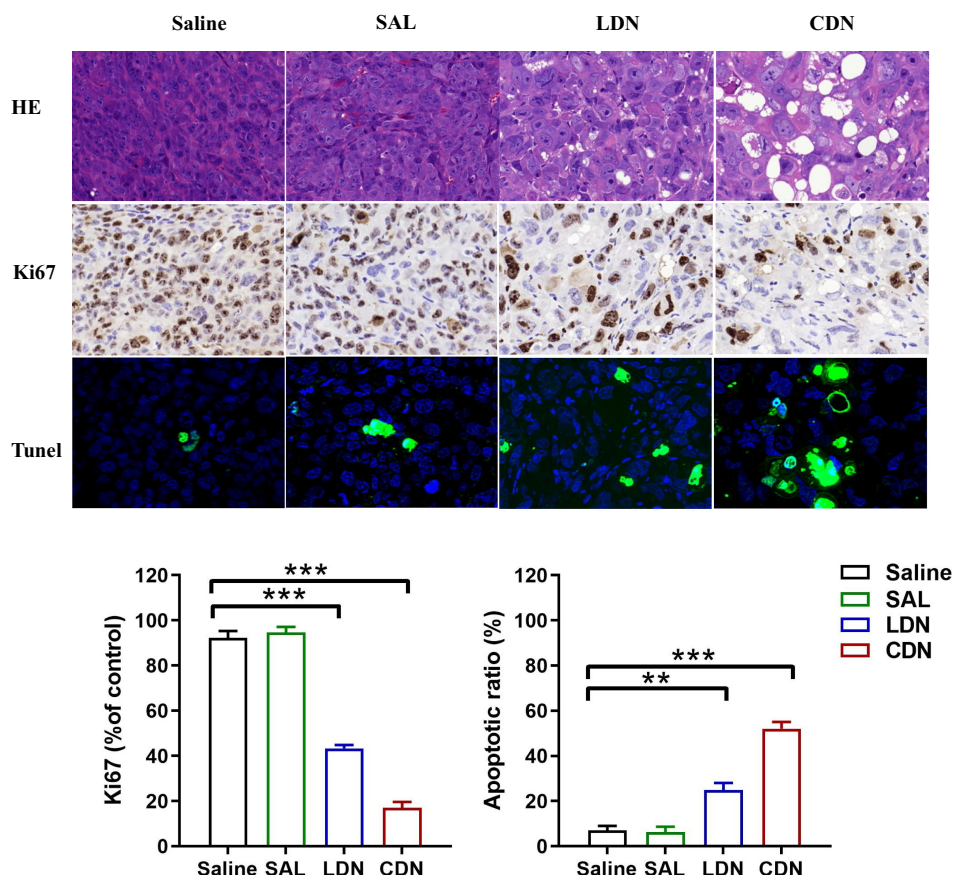 Saline SAL LDN CDN
HE
Ki67
Tunel
Ki67 (%of control)
120
100
80
60
40
20
0
***
***
Saline SAL LDN CDN
Apoptotic ratio (%)
120
100
80
60
40
20
0
***
**
Saline SAL LDN CDN
Saline
SAL
LDN
CDN